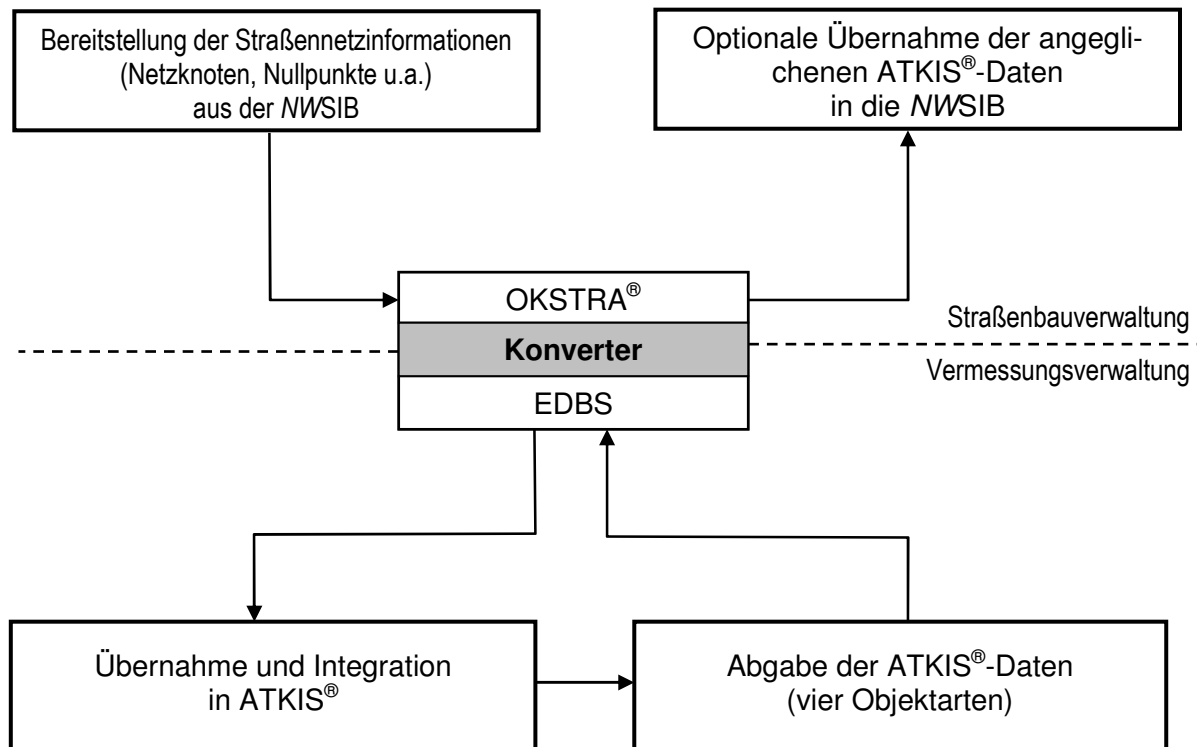 Bereitstellung der Straßennetzinformationen
(Netzknoten, Nullpunkte u.a.)
aus der NWSIB
Optionale Übernahme der angegli-
chenen ATKIS®-Daten
in die NWSIB
OKSTRA®
Konverter
EDBS
Straßenbauverwaltung
Vermessungsverwaltung
Übernahme und Integration
in ATKIS®
Abgabe der ATKIS®-Daten
(vier Objektarten)